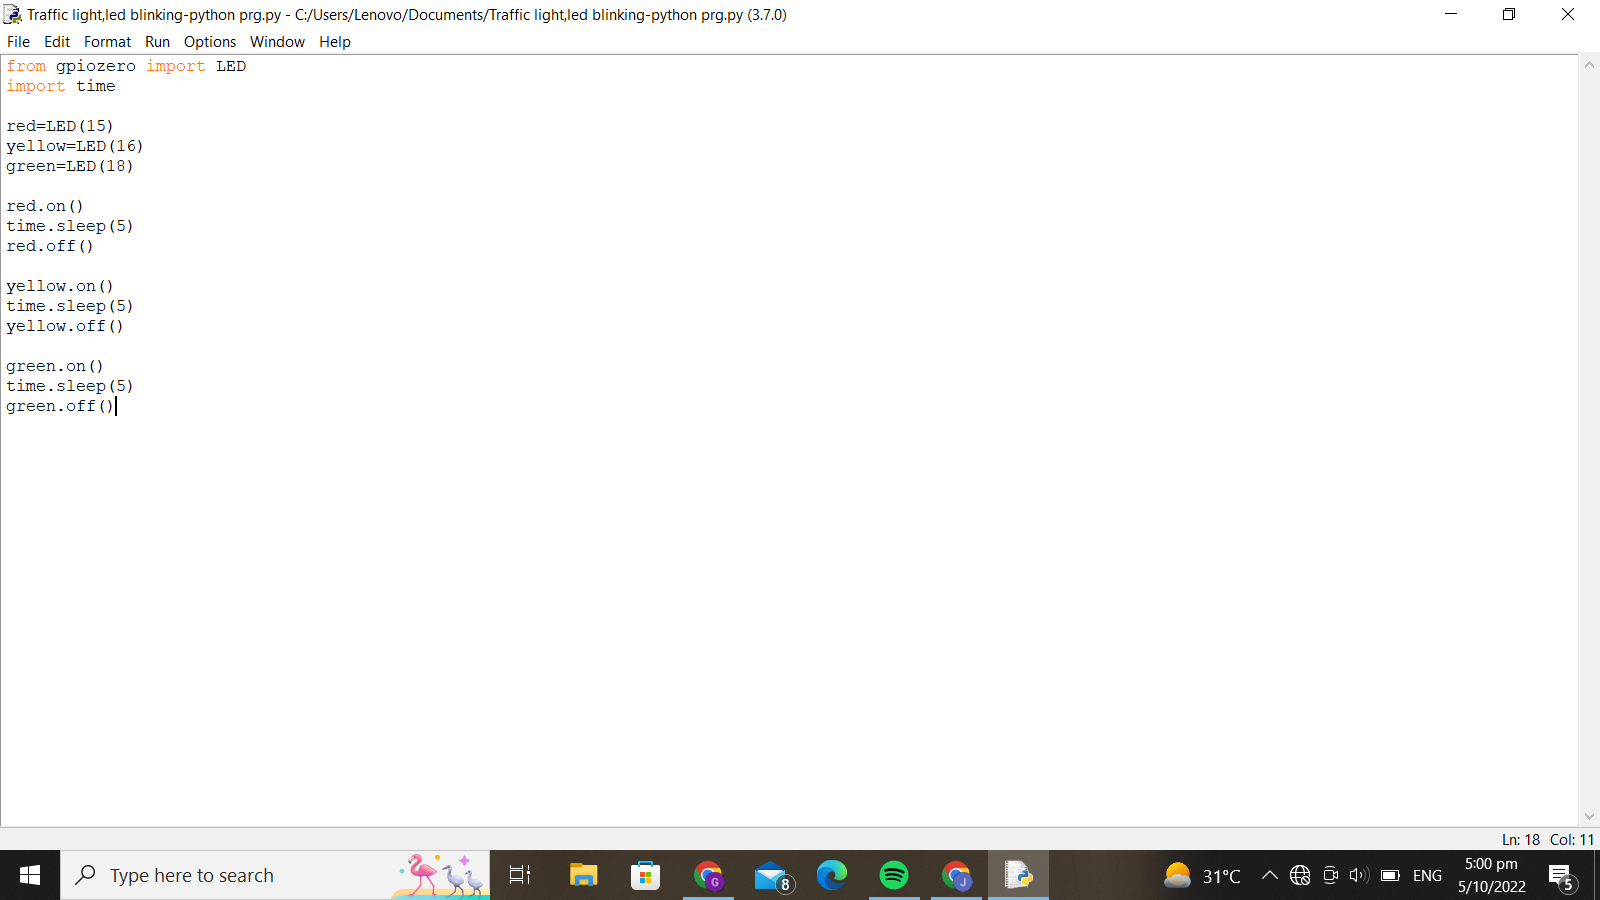 Traffic light,led blinking-python prg.py - C:/Users/Lenovo/Documents/Traffic light,led blinking-python prg.py (3.7.0)
File Edit Format Run Options Window Help
from gpiozero import LED
import time
red=LED(15)
yellow=LED(16)
green=LED(18)
red.on()
time.sleep(5)
red.off()
yellow.on()
time.sleep(5)
yellow.off()
green.on()
time.sleep(5)
green.off()
Ln: 18 Col: 11
Type here to search
G
8
J
31°C
ENG
5:00 pm
5/10/2022
5